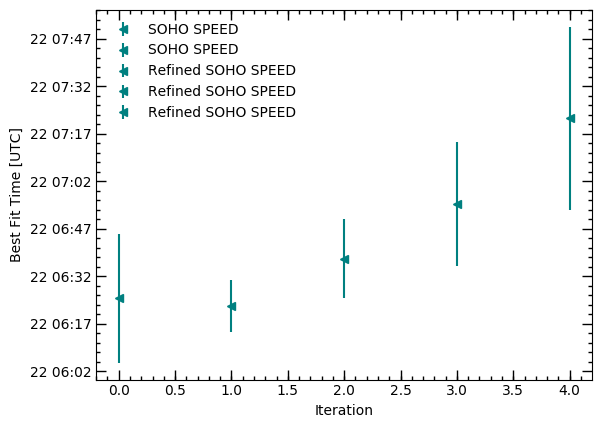 SOHO SPEED
SOHO SPEED
Refined SOHO SPEED
Refined SOHO SPEED
Refined SOHO SPEED
Best Fit Time [UTC]
22 07:47
22 07:32
22 07:17
22 07:02
22 06:47
22 06:32
22 06:17
22 06:02
0.0 0.5 1.0 1.5 2.0 2.5 3.0 3.5 4.0
Iteration